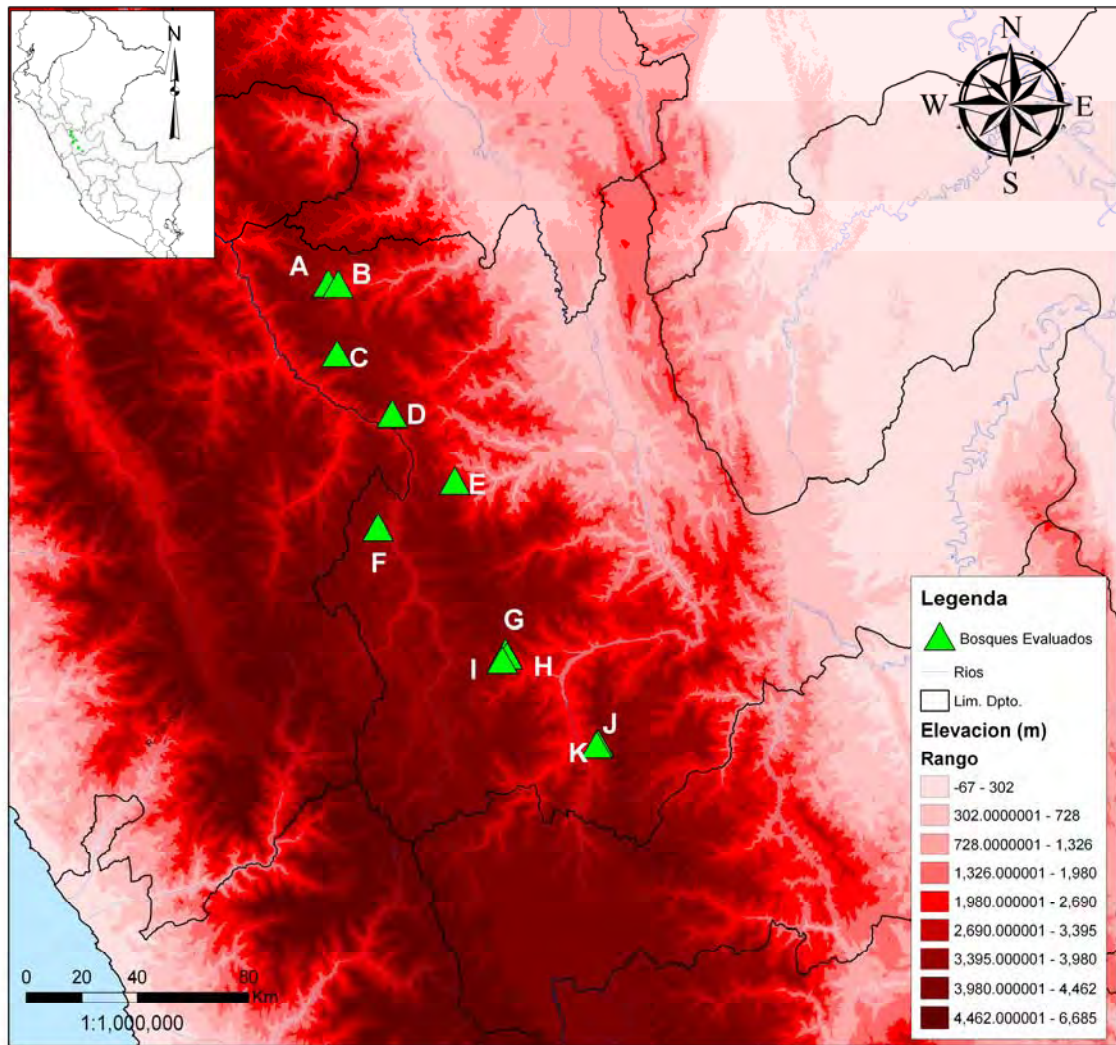 N
N
W E
S
A B
C
D
E
F
G
I H
J
K
Legenda
Bosques Evaluados
Rios
Lim. Dpto.
Elevacion (m)
Rango
-67 - 302
302.0000001 - 728
728.0000001 - 1,326
1,326.000001 - 1,980
1,980.000001 - 2,690
2,690.000001 - 3,395
3,395.000001 - 3,980
3,980.000001 - 4,462
4,462.000001 - 6,685
0 20 40 80
Km
1:1,000,000